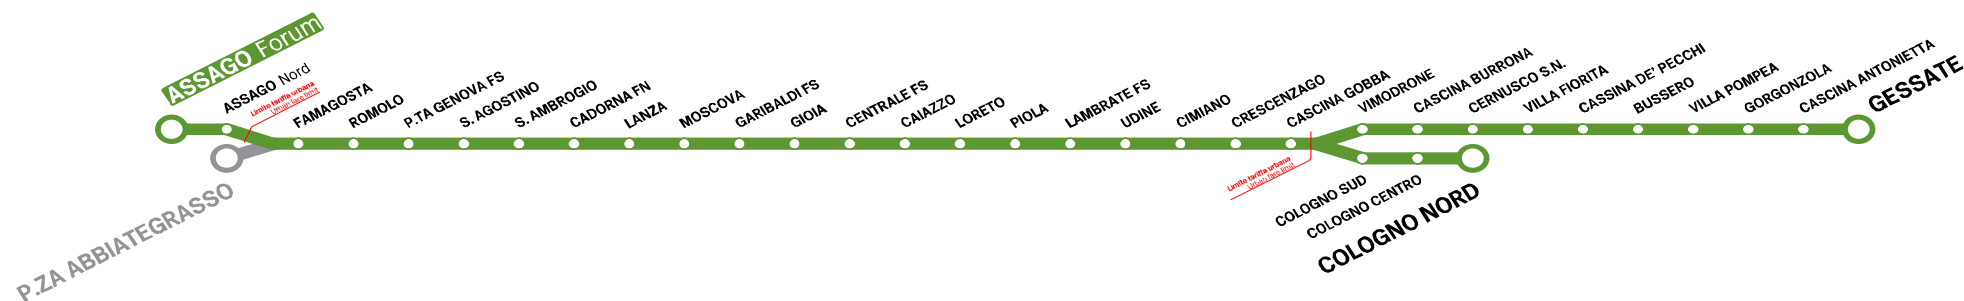 ASSAGO Forum
ASSAGO Nord
Limite tariffa urbana
Urban fare limit
P.ZA ABBIATEGRASSO
FAMAGOSTA
ROMOLO
P.TA GENOVA FS
S. AGOSTINO
S. AMBROGIO
CADORNA FN
LANZA
MOSCOVA
GARIBALDI FS
GIOIA
CENTRALE FS
CAIAZZO
LORETO
PIOLA
LAMBRATE FS
UDINE
CIMIANO
CRESCENZAGO
CASCINA GOBBA
Limite tariffa urbana
Urban fare limit
VIMODRONE
CASCINA BURRONA
CERNUSCO S.N.
VILLA FIORITA
CASSINA DE' PECCHI
BUSSERO
VILLA POMPEA
GORGONZOLA
CASCINA ANTONIETTA
GESSATE
COLOGNO SUD
COLOGNO CENTRO
COLOGNO NORD